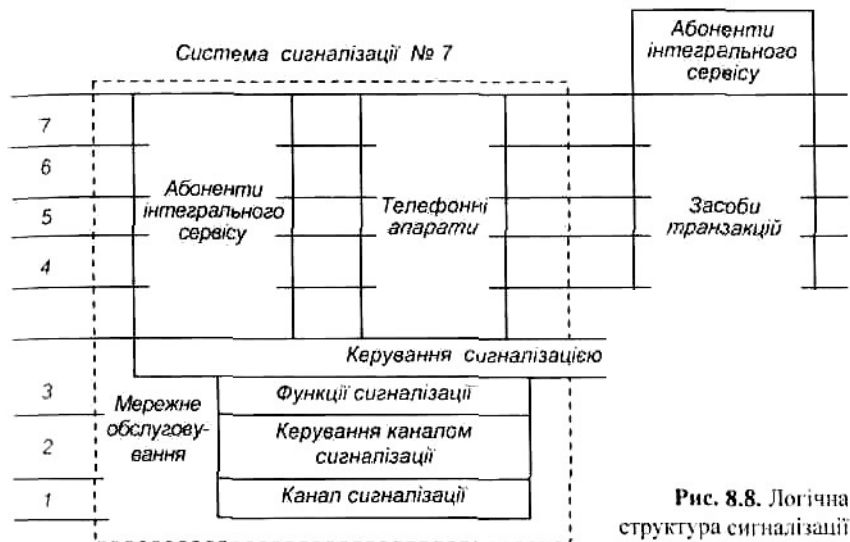 Система сигналізації № 7
Абоненти
інтегрального
сервісу
7
6
5
4
Абоненти
інтегрального
сервісу
Телефонні
апарати
Засоби
транзакцій
Керування сигналізацією
3
2
1
Мережне
обслугову-
вання
Функції сигналізації
Керування каналом
сигналізації
Канал сигналізації
Рис. 8.8. Логічна
структура сигналізації